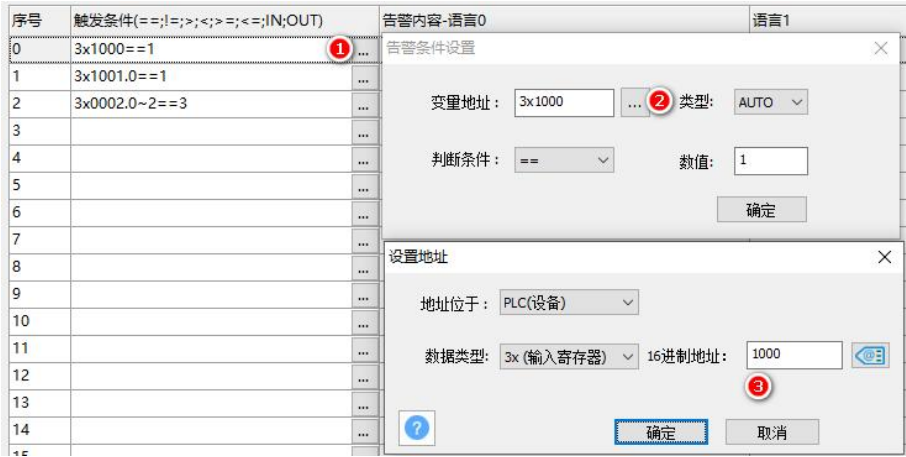 序号 触发条件(==;!=;>;<;>=;<=;IN;OUT) 告警内容-语言0 语言1
0 3x1000==1 1 ...
1 3x1001.0==1 ...
2 3x0002.0~2==3 ...
3 ...
4 ...
5 ...
6 ...
7 ...
8 ...
9 ...
10 ...
11 ...
12 ...
13 ...
14 ...
15
告警条件设置
变量地址： 3x1000 ... 2 类型: AUTO
判断条件： == 数值: 1
确定
设置地址
地址位于： PLC(设备)
数据类型: 3x (输入寄存器) 16进制地址： 1000 @
3
? 确定 取消